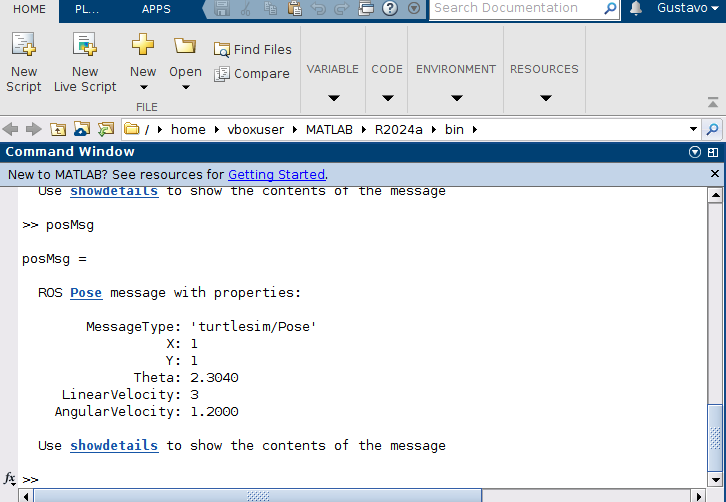 HOME PL... APPS Search Documentation Gustavo
New Script
New Live Script
New
Open
Find Files
Compare
FILE
VARIABLE
CODE
ENVIRONMENT
RESOURCES
/ home vboxuser MATLAB R2024a bin
Command Window
New to MATLAB? See resources for Getting Started.
Use showdetails to show the contents of the message
>> posMsg
posMsg =
ROS Pose message with properties:
MessageType: 'turtlesim/Pose'
X: 1
Y: 1
Theta: 2.3040
LinearVelocity: 3
AngularVelocity: 1.2000
Use showdetails to show the contents of the message
fx >>